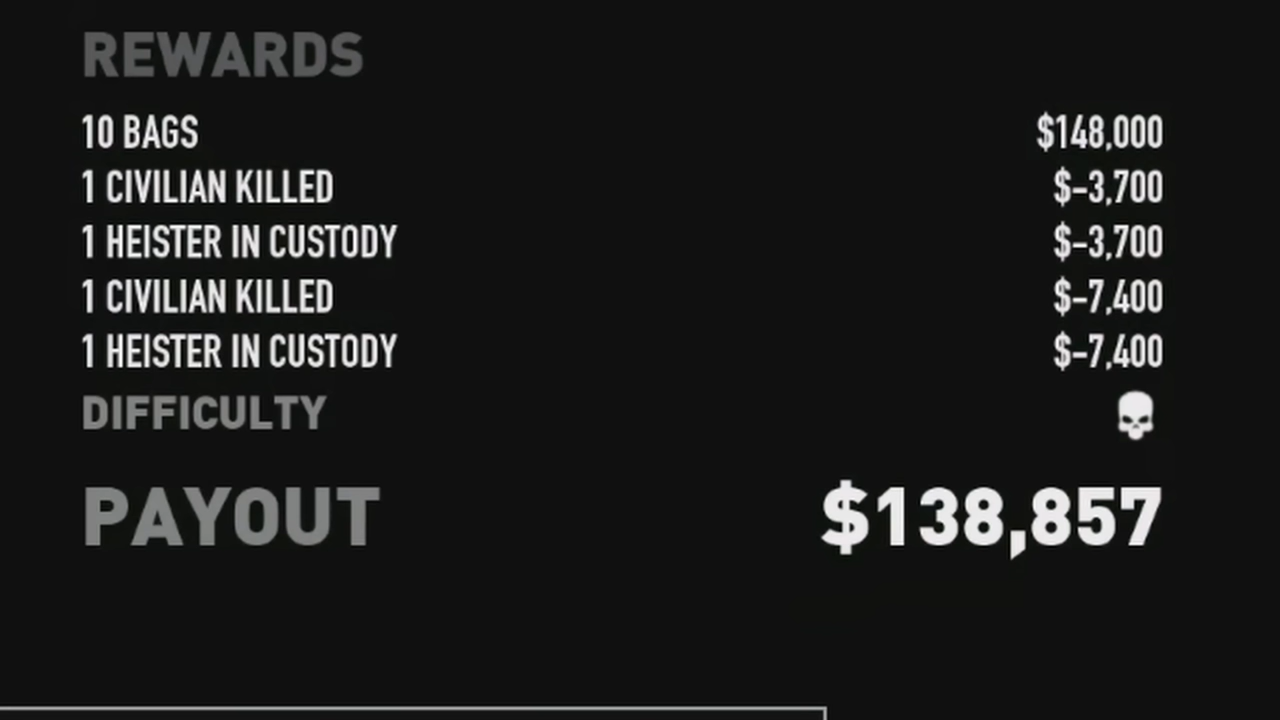 REWARDS
10 BAGS $148,000
1 CIVILIAN KILLED $-3,700
1 HEISTER IN CUSTODY $-3,700
1 CIVILIAN KILLED $-7,400
1 HEISTER IN CUSTODY $-7,400
DIFFICULTY
PAYOUT $138,857